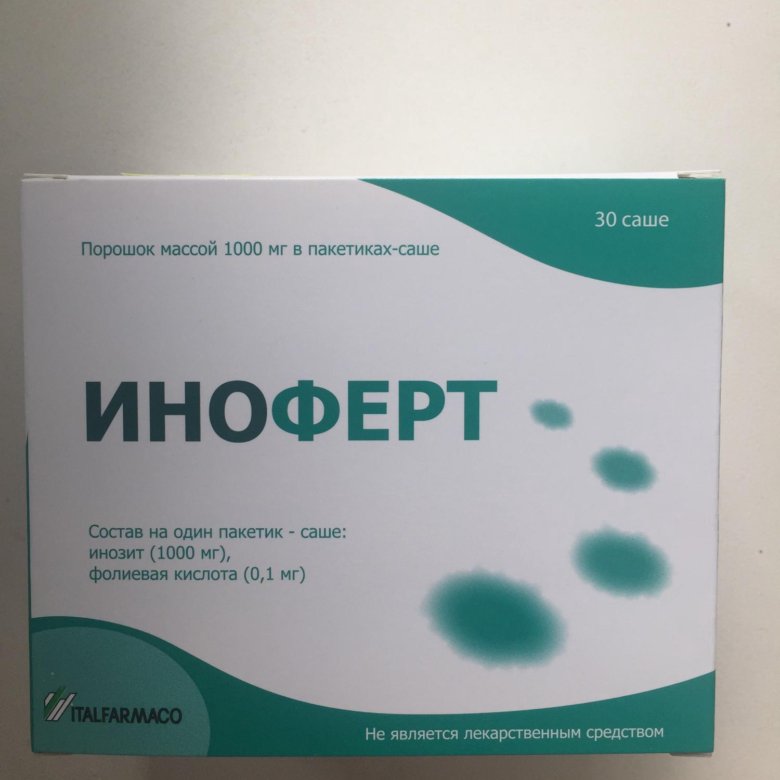 30 саше
Порошок массой 1000 мг в пакетиках-саше
ИНОФЕРТ
Состав на один пакетик - саше:
инозит (1000 мг),
фолиевая кислота (0,1 мг)
ITALFARMACO
Не является лекарственным средством